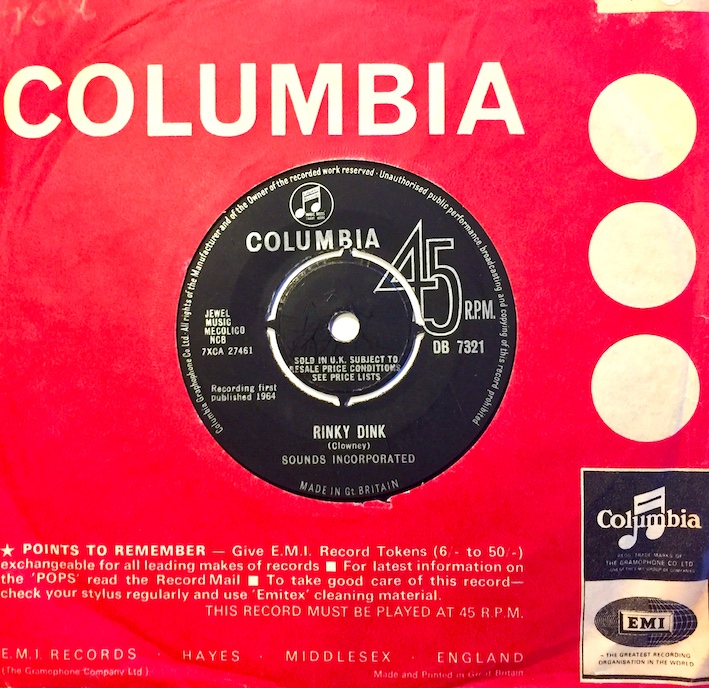 COLUMBIA
Columbia Graphophone Co Ltd · All rights of the Manufacturer and of the Owner of the recorded work reserved · Unauthorised public performance, broadcasting and copying of this record prohibited
COLUMBIA
45
R.P.M.
JEWEL
MUSIC
MECOLICO
NCB
7XCA 27461
DB 7321
SOLD IN U.K. SUBJECT TO
RESALE PRICE CONDITIONS
SEE PRICE LISTS
Recording first
published 1964
RINKY DINK
(Clowney)
SOUNDS INCORPORATED
MADE IN Gt. BRITAIN
Columbia
REGD. TRADE MARKS OF
THE GRAMOPHONE CO. LTD.
EMI
THE GREATEST RECORDING
ORGANISATION IN THE WORLD
★ POINTS TO REMEMBER — Give E.M.I. Record Tokens (6/- to 50/-)
exchangeable for all leading makes of records ■ For latest information on
the 'POPS' read the Record Mail ■ To take good care of this record—
check your stylus regularly and use 'Emitex' cleaning material.
THIS RECORD MUST BE PLAYED AT 45 R.P.M.
E.M.I. RECORDS · HAYES · MIDDLESEX · ENGLAND
(The Gramophone Company Ltd.) Made and Printed in Great Britain